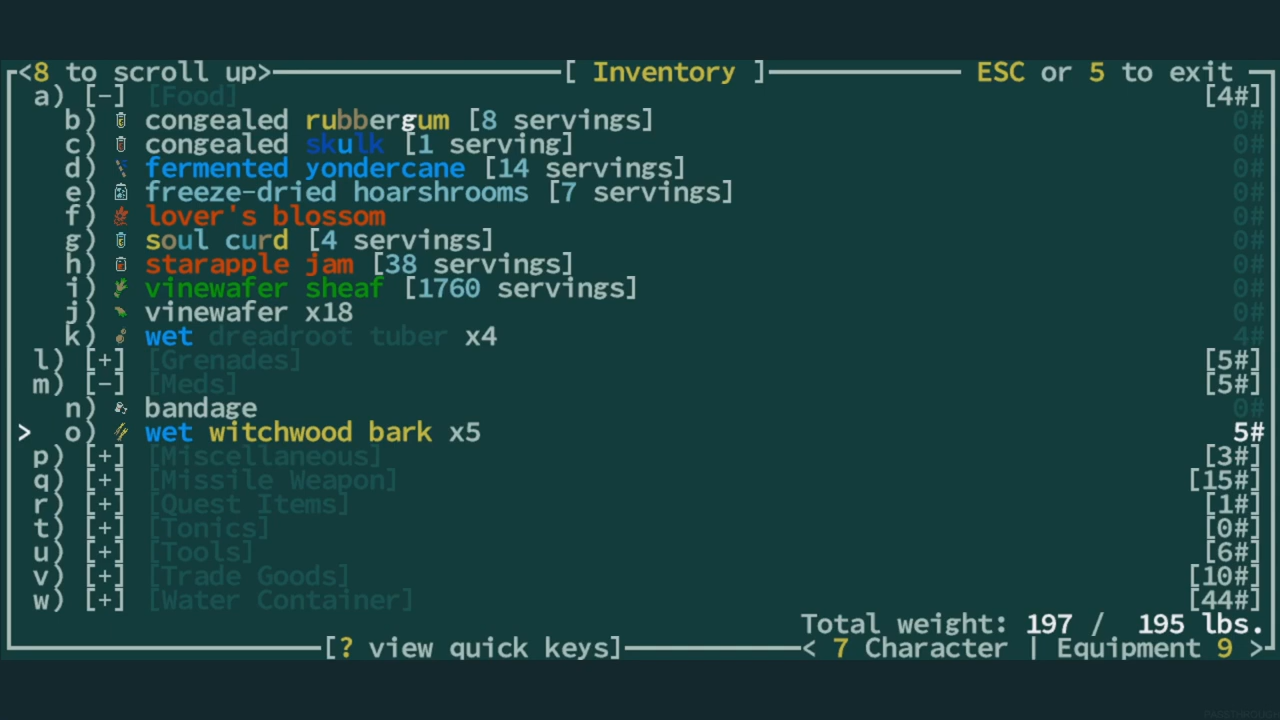 <8 to scroll up> [ Inventory ] ESC or 5 to exit
a) [-] [Food] [4#]
b) congealed rubbergum [8 servings] 0#
c) congealed skulk [1 serving] 0#
d) fermented yondercane [14 servings] 0#
e) freeze-dried hoarshrooms [7 servings] 0#
f) lover's blossom 0#
g) soul curd [4 servings] 0#
h) starapple jam [38 servings] 0#
i) vinewafer sheaf [1760 servings] 0#
j) vinewafer x18 0#
k) wet dreadroot tuber x4 4#
l) [+] [Grenades] [5#]
m) [-] [Meds] [5#]
n) bandage 0#
> o) wet witchwood bark x5 5#
p) [+] [Miscellaneous] [3#]
q) [+] [Missile Weapon] [15#]
r) [+] [Quest Items] [1#]
t) [+] [Tonics] [0#]
u) [+] [Tools] [6#]
v) [+] [Trade Goods] [10#]
w) [+] [Water Container] [44#]
Total weight: 197 / 195 lbs.
[? view quick keys] < 7 Character | Equipment 9 >